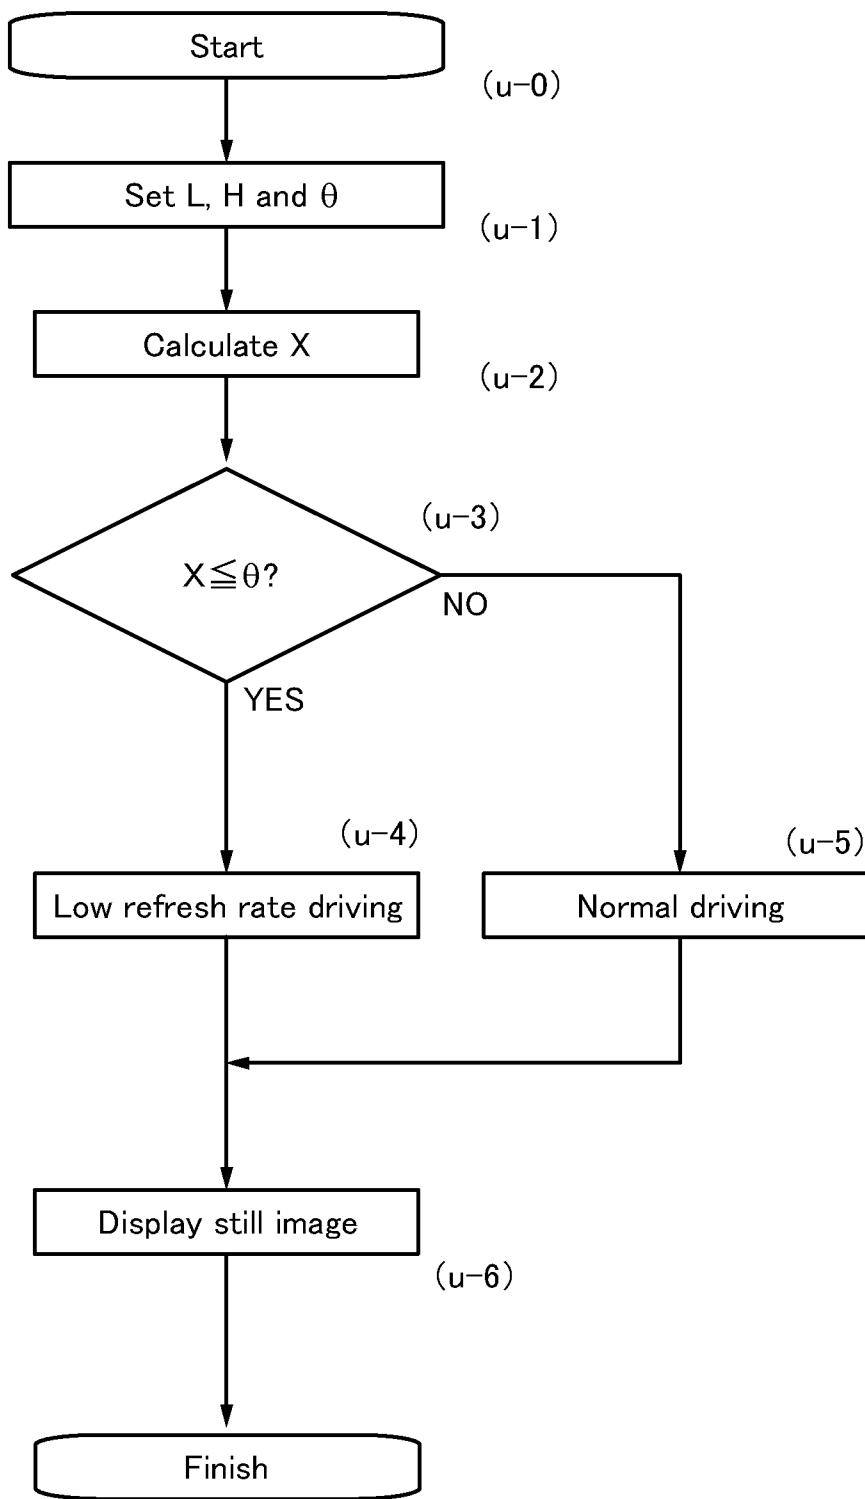 Start
(u-0)
Set L, H and θ
(u-1)
Calculate X
(u-2)
(u-3)
X≦θ?
NO
YES
(u-4)
(u-5)
Low refresh rate driving
Normal driving
Display still image
(u-6)
Finish